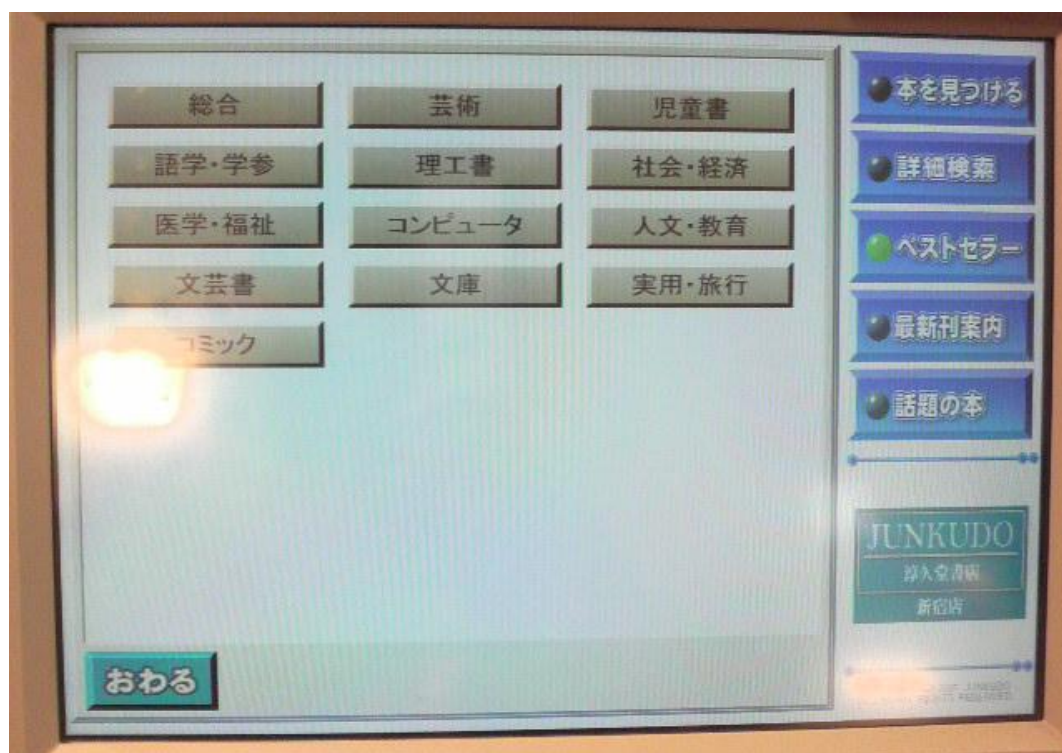 総合 芸術 児童書
語学・学参 理工書 社会・経済
医学・福祉 コンピュータ 人文・教育
文芸書 文庫 実用・旅行
コミック
おわる
本を見つける
詳細検索
ベストセラー
最新刊案内
話題の本
JUNKUDO
淳久堂書店
新宿店